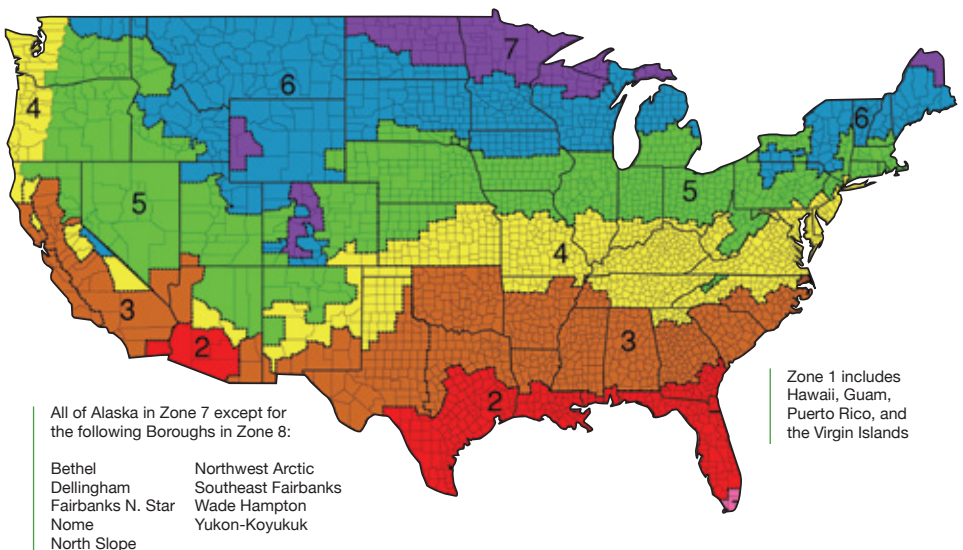 7
6
6
4
6
5
5
4
3
3
2
2
All of Alaska in Zone 7 except for
the following Boroughs in Zone 8:
Bethel
Dellingham
Fairbanks N. Star
Nome
North Slope
Northwest Arctic
Southeast Fairbanks
Wade Hampton
Yukon-Koyukuk
Zone 1 includes
Hawaii, Guam,
Puerto Rico, and
the Virgin Islands